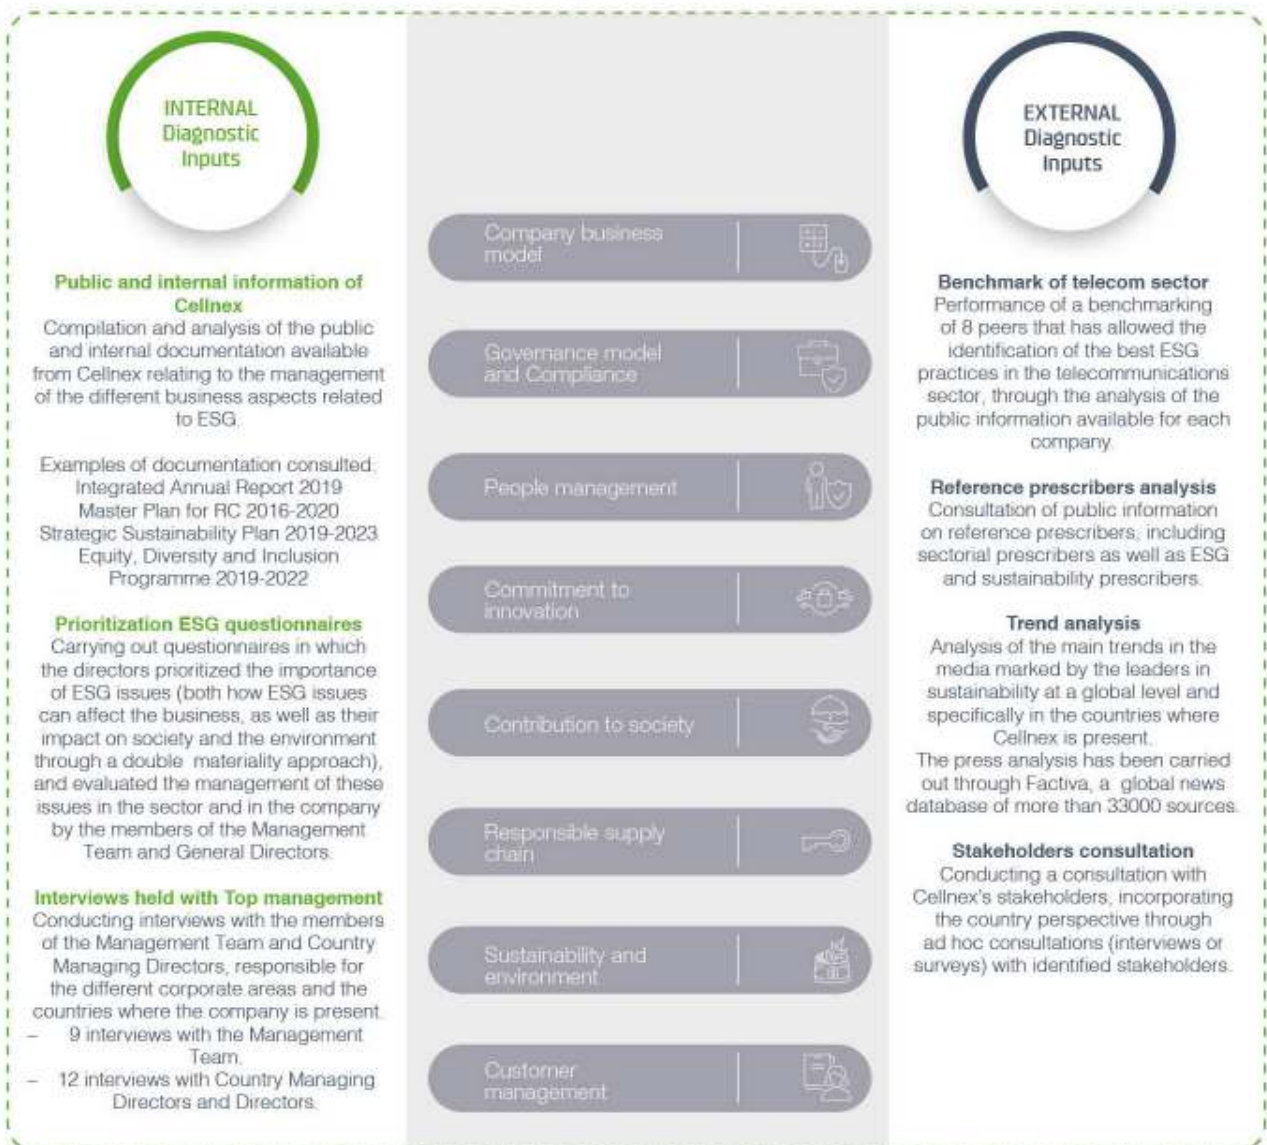 INTERNAL
Diagnostic
Inputs
Public and internal information of
Cellnex
Compilation and analysis of the public
and internal documentation available
from Cellnex relating to the management
of the different business aspects related
to ESG.
Examples of documentation consulted:
Integrated Annual Report 2019
Master Plan for RC 2016-2020
Strategic Sustainability Plan 2019-2023
Equity, Diversity and Inclusion
Programme 2019-2022
Prioritization ESG questionnaires
Carrying out questionnaires in which
the directors prioritized the importance
of ESG issues (both how ESG issues
can affect the business, as well as their
impact on society and the environment
through a double materiality approach),
and evaluated the management of these
issues in the sector and in the company
by the members of the Management
Team and General Directors.
Interviews held with Top management
Conducting interviews with the members
of the Management Team and Country
Managing Directors, responsible for
the different corporate areas and the
countries where the company is present.
– 9 interviews with the Management
Team.
– 12 interviews with Country Managing
Directors and Directors.
Company business
model
Governance model
and Compliance
People management
Commitment to
innovation
Contribution to society
Responsible supply
chain
Sustainability and
environment
Customer
management
EXTERNAL
Diagnostic
Inputs
Benchmark of telecom sector
Performance of a benchmarking
of 8 peers that has allowed the
identification of the best ESG
practices in the telecommunications
sector, through the analysis of the
public information available for each
company.
Reference prescribers analysis
Consultation of public information
on reference prescribers, including
sectorial prescribers as well as ESG
and sustainability prescribers.
Trend analysis
Analysis of the main trends in the
media marked by the leaders in
sustainability at a global level and
specifically in the countries where
Cellnex is present.
The press analysis has been carried
out through Factiva, a global news
database of more than 33000 sources.
Stakeholders consultation
Conducting a consultation with
Cellnex's stakeholders, incorporating
the country perspective through
ad hoc consultations (interviews or
surveys) with identified stakeholders.